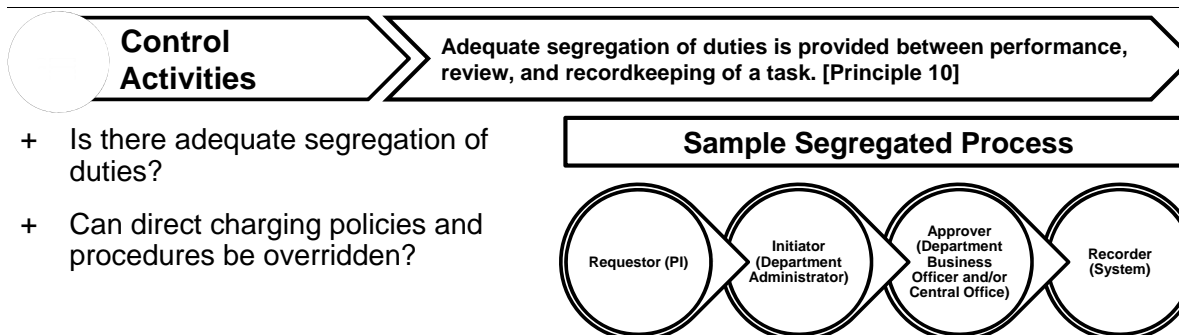 Control
Activities
Adequate segregation of duties is provided between performance,
review, and recordkeeping of a task. [Principle 10]
+ Is there adequate segregation of
duties?
+ Can direct charging policies and
procedures be overridden?
Sample Segregated Process
Requestor (PI)
Initiator
(Department
Administrator)
Approver
(Department
Business
Officer and/or
Central Office)
Recorder
(System)